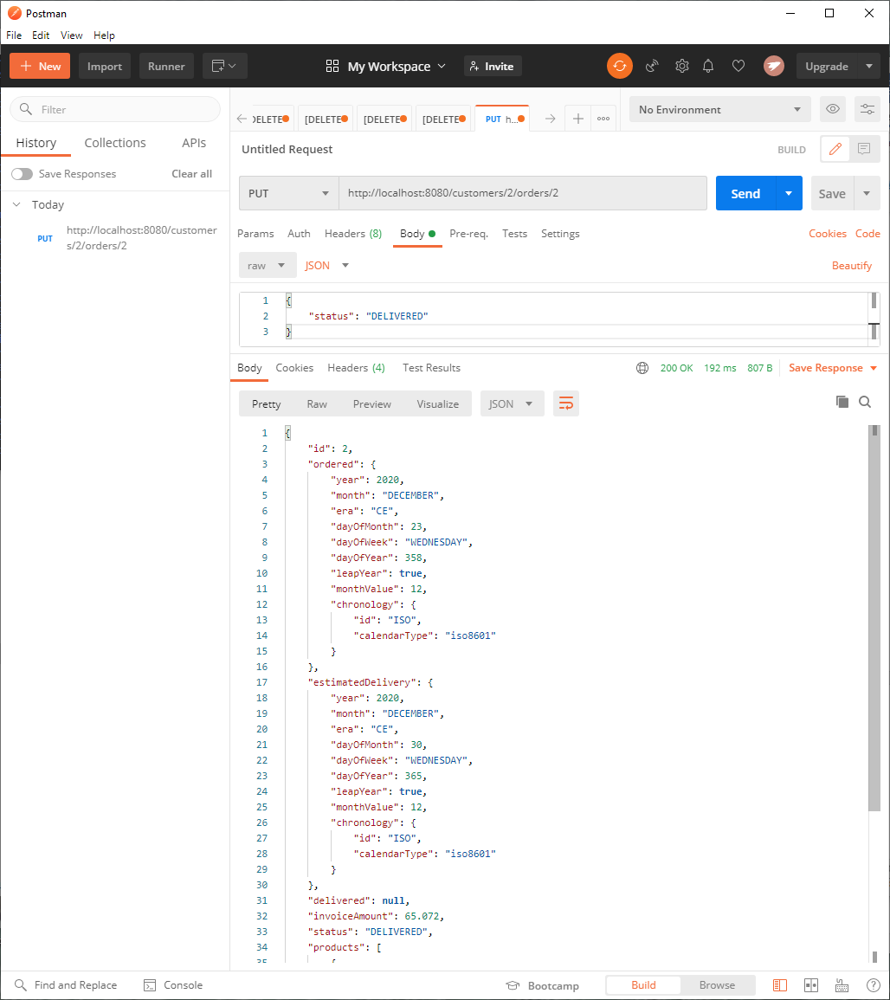 Postman
File Edit View Help
New Import Runner My Workspace Invite Upgrade
Filter
History Collections APIs
Save Responses Clear all
Today
PUT http://localhost:8080/customer
s/2/orders/2
DELETE [DELETE [DELETE [DELETE PUT h... No Environment
Untitled Request BUILD
PUT http://localhost:8080/customers/2/orders/2 Send Save
Params Auth Headers (8) Body Pre-req. Tests Settings Cookies Code
raw JSON Beautify
1 {
2 "status": "DELIVERED"
3 }
Body Cookies Headers (4) Test Results 200 OK 192 ms 807 B Save Response
Pretty Raw Preview Visualize JSON
1 {
2 "id": 2,
3 "ordered": {
4 "year": 2020,
5 "month": "DECEMBER",
6 "era": "CE",
7 "dayOfMonth": 23,
8 "dayOfWeek": "WEDNESDAY",
9 "dayOfYear": 358,
10 "leapYear": true,
11 "monthValue": 12,
12 "chronology": {
13 "id": "ISO",
14 "calendarType": "iso8601"
15 }
16 },
17 "estimatedDelivery": {
18 "year": 2020,
19 "month": "DECEMBER",
20 "era": "CE",
21 "dayOfMonth": 30,
22 "dayOfWeek": "WEDNESDAY",
23 "dayOfYear": 365,
24 "leapYear": true,
25 "monthValue": 12,
26 "chronology": {
27 "id": "ISO",
28 "calendarType": "iso8601"
29 }
30 },
31 "delivered": null,
32 "invoiceAmount": 65.072,
33 "status": "DELIVERED",
34 "products": [
35 {
Find and Replace Console Bootcamp Build Browse